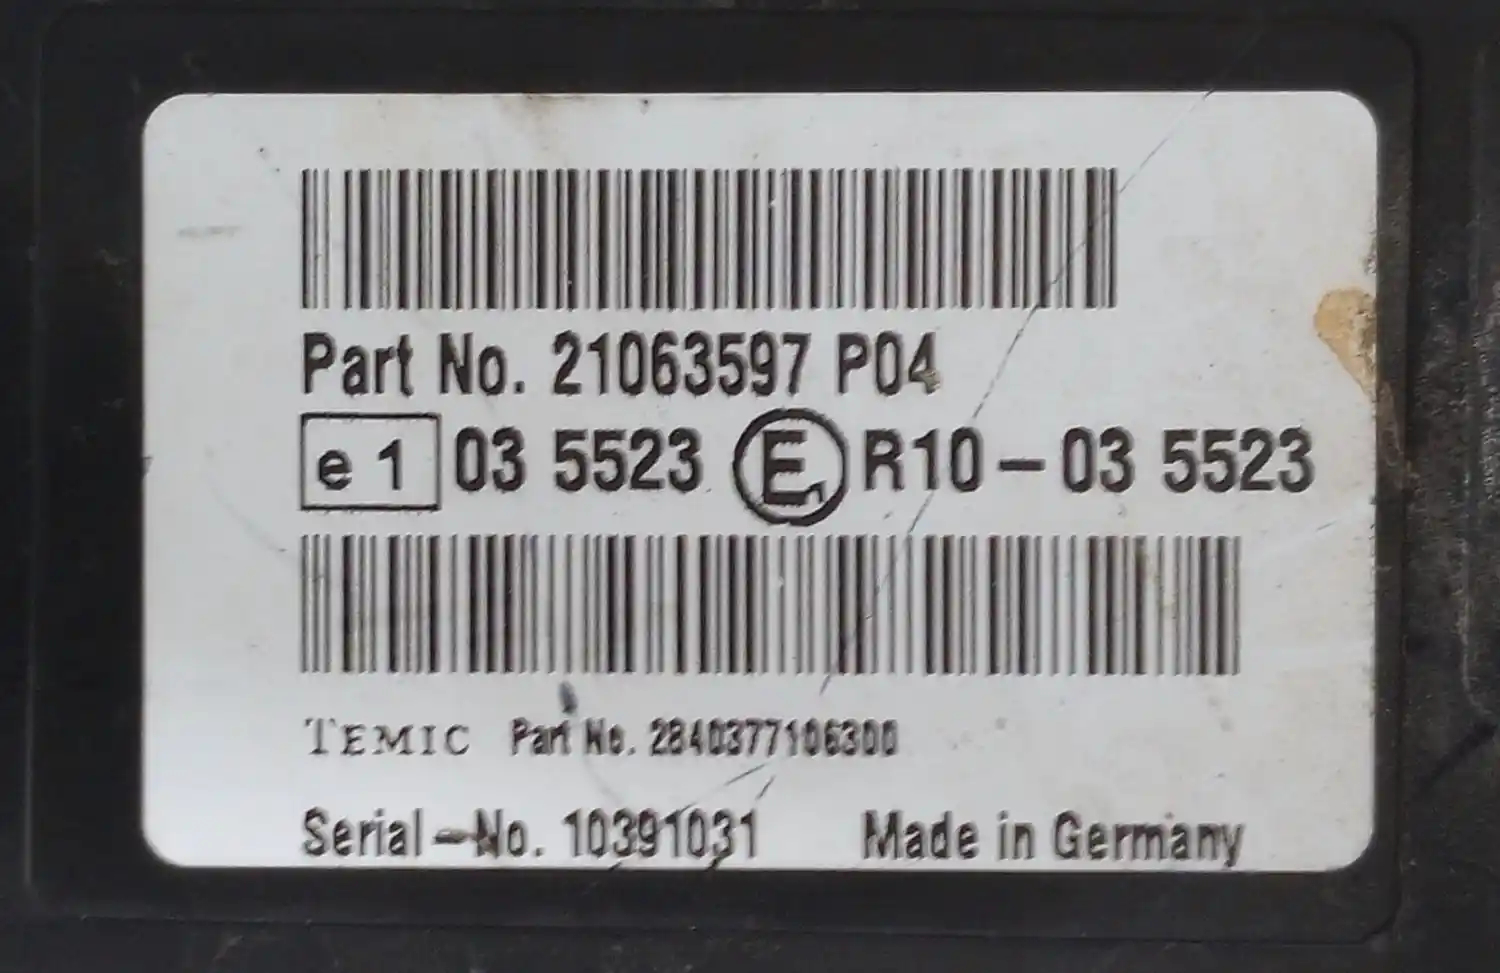 Part No. 21063597 P04
e 1 03 5523 E1 R10 – 03 5523
TEMIC Part No. 2840377106300
Serial-No. 10391031 Made in Germany